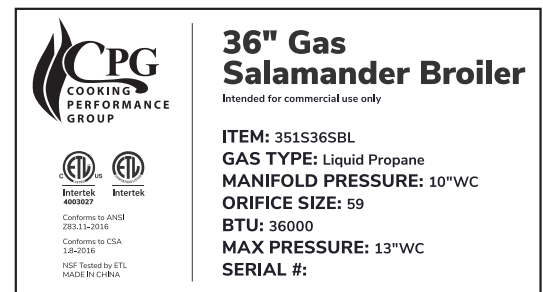 CPG
COOKING
PERFORMANCE
GROUP
C ETL US ETL
Intertek Intertek
4003027
Conforms to ANSI
Z83.11-2016
Conforms to CSA
1.8-2016
NSF Tested by ETL
MADE IN CHINA
36" Gas
Salamander Broiler
Intended for commercial use only
ITEM: 351S36SBL
GAS TYPE: Liquid Propane
MANIFOLD PRESSURE: 10"WC
ORIFICE SIZE: 59
BTU: 36000
MAX PRESSURE: 13"WC
SERIAL #: